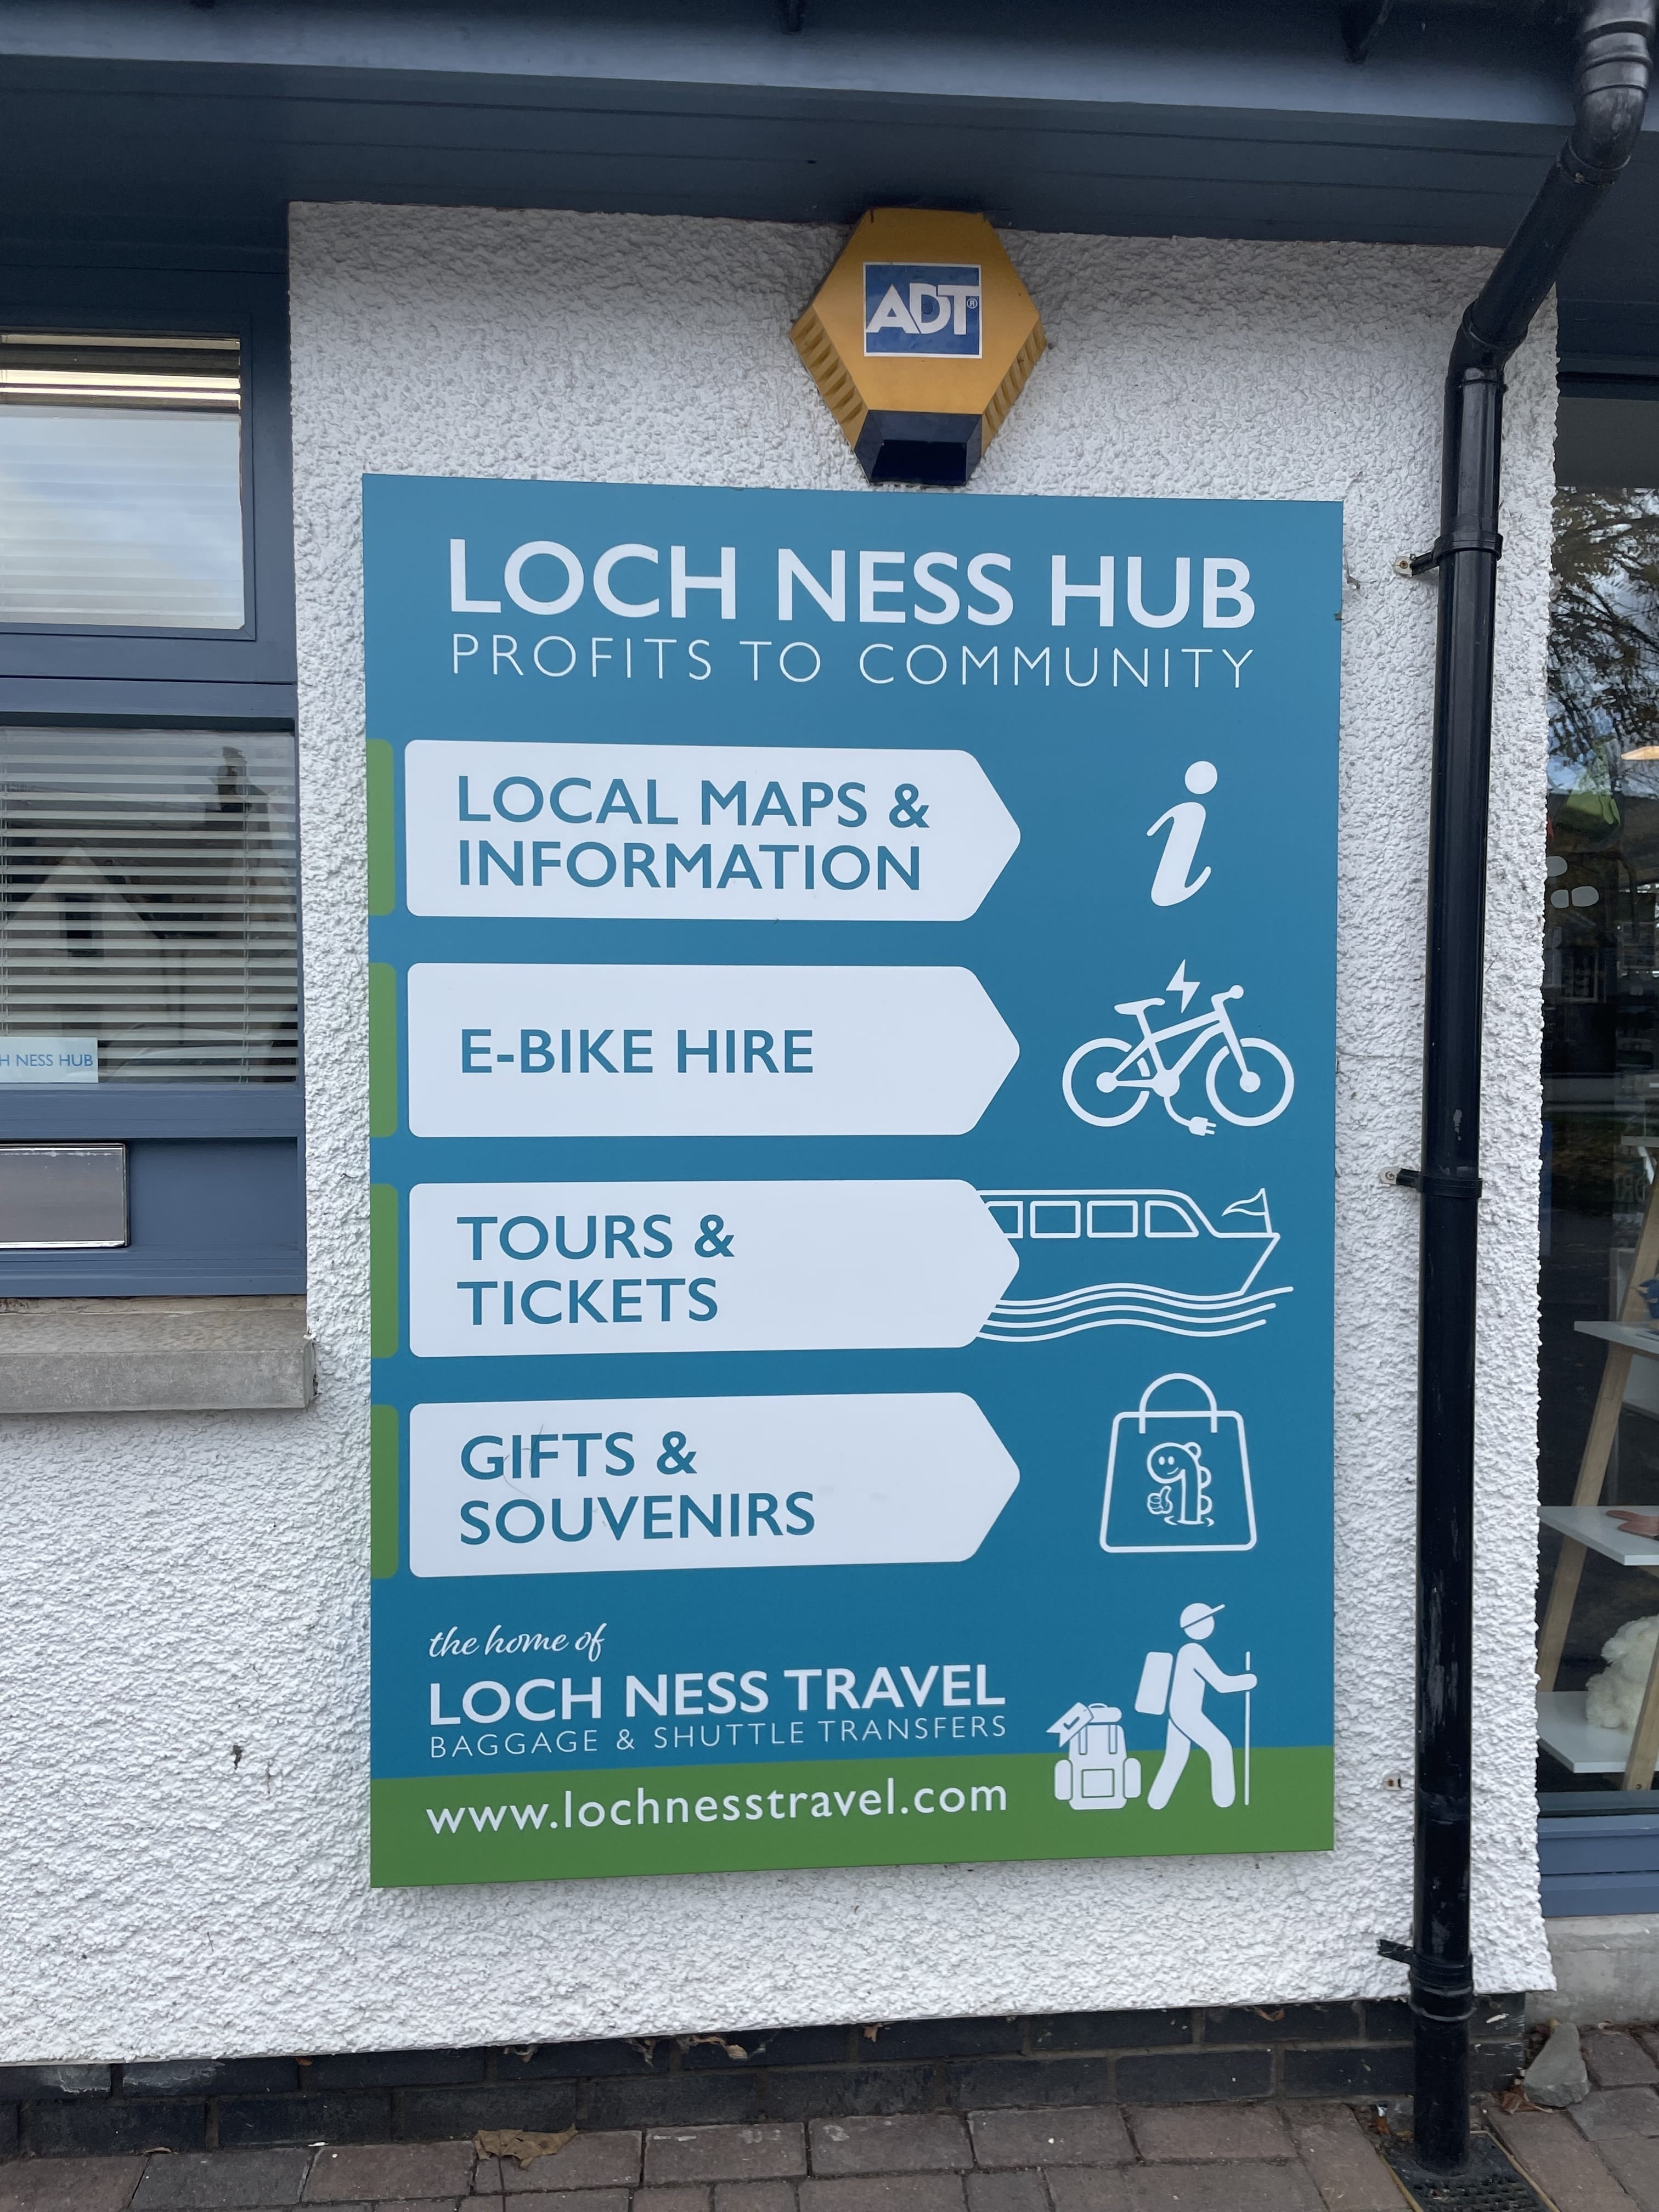 ADT®
LOCH NESS HUB
PROFITS TO COMMUNITY
LOCAL MAPS &
INFORMATION
i
E-BIKE HIRE
TOURS &
TICKETS
GIFTS &
SOUVENIRS
the home of
LOCH NESS TRAVEL
BAGGAGE & SHUTTLE TRANSFERS
www.lochnesstravel.com
H NESS HUB